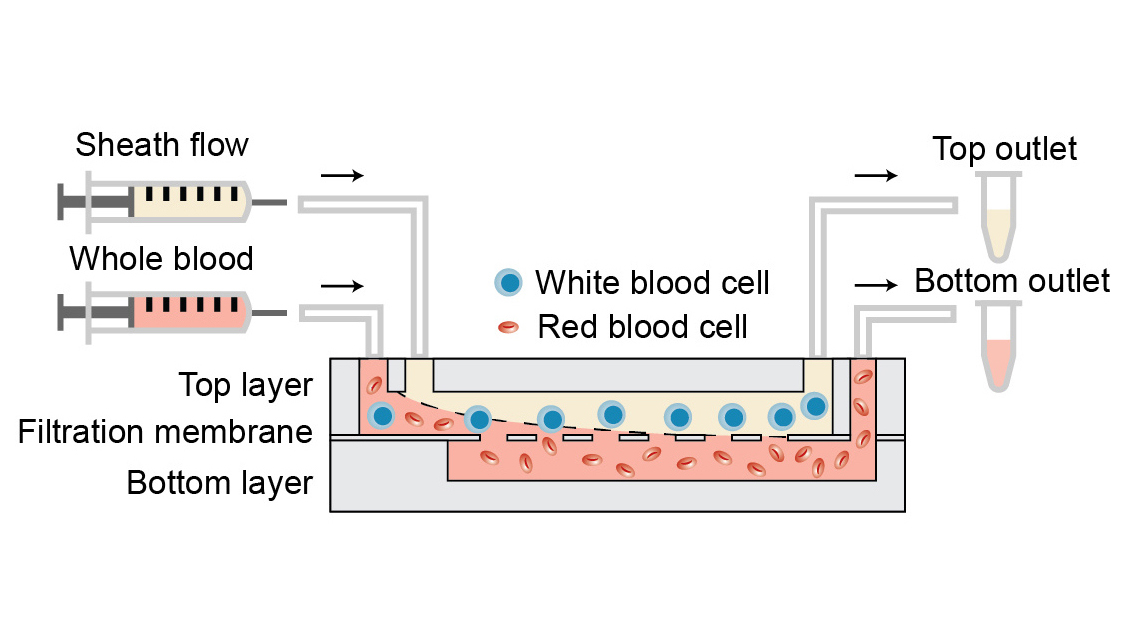 Sheath flow
Top outlet
Whole blood
Bottom outlet
White blood cell
Red blood cell
Top layer
Filtration membrane
Bottom layer